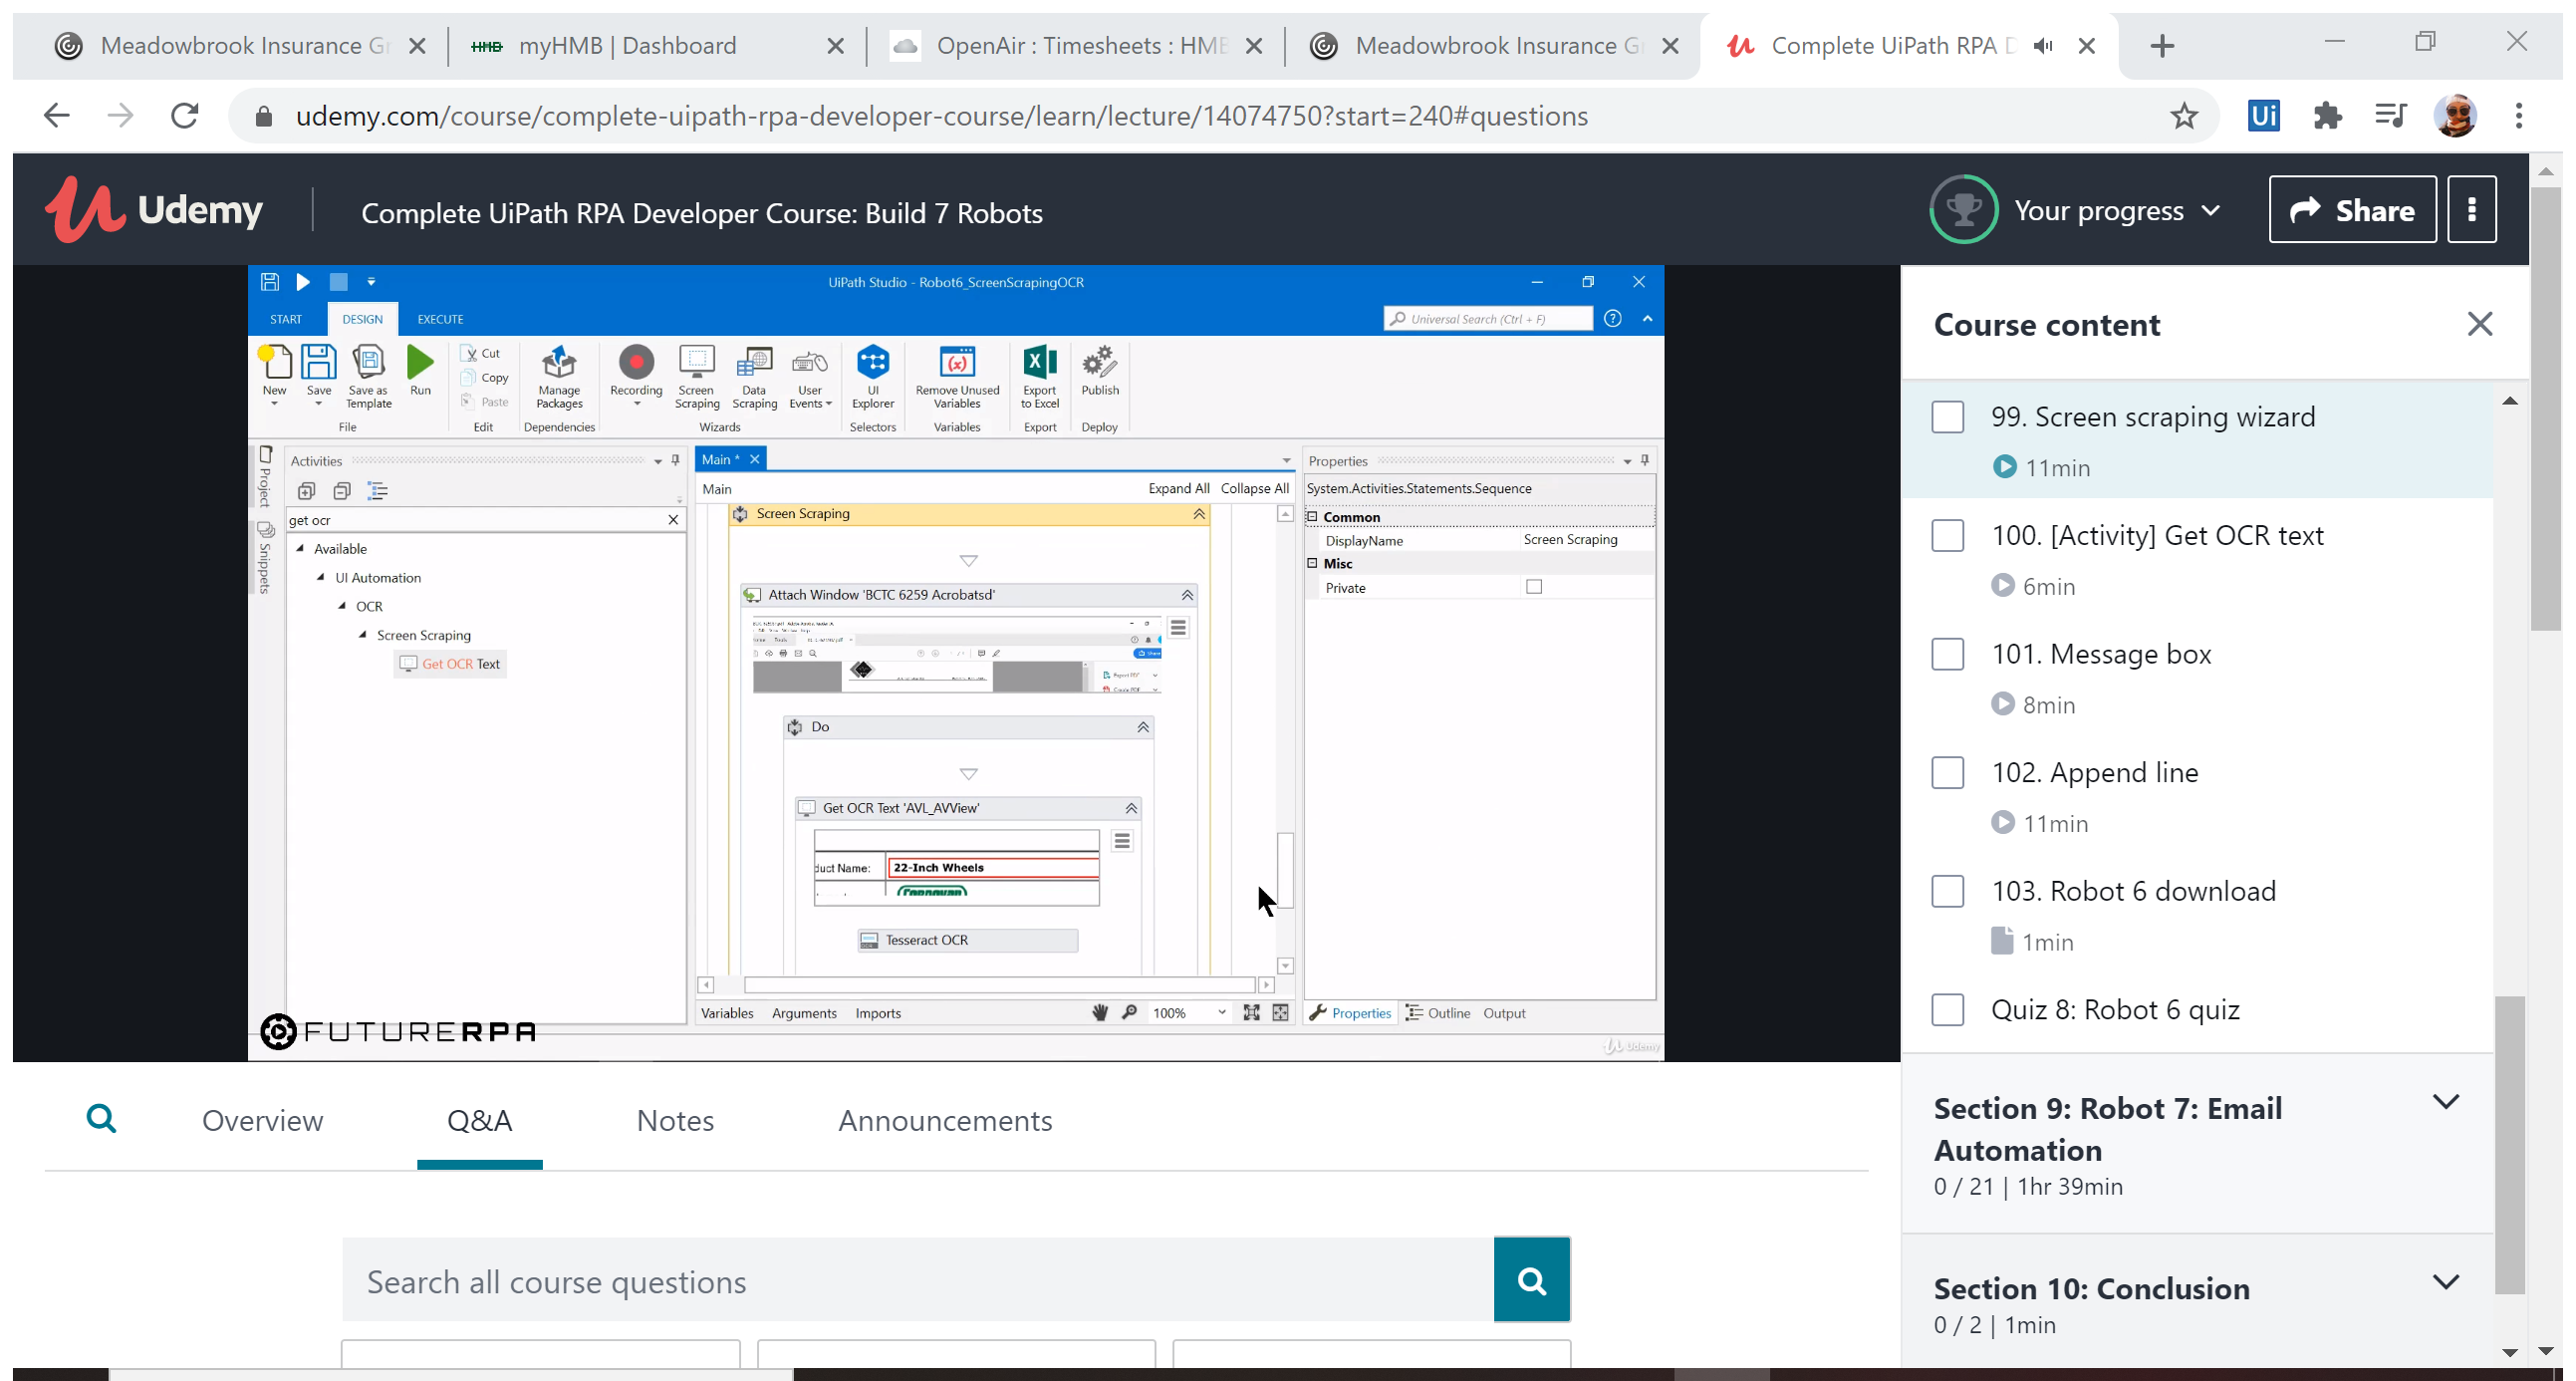 Meadowbrook Insurance Gr
myHMB | Dashboard
OpenAir : Timesheets : HMB
Meadowbrook Insurance Gr
Complete UiPath RPA D
udemy.com/course/complete-uipath-rpa-developer-course/learn/lecture/14074750?start=240#questions
Ui
Udemy
Complete UiPath RPA Developer Course: Build 7 Robots
Your progress
Share
UiPath Studio - Robot6_ScreenScrapingOCR
START
DESIGN
EXECUTE
Universal Search (Ctrl + F)
New
Save
Save as Template
Run
Cut
Copy
Paste
Manage Packages
Recording
Screen Scraping
Data Scraping
User Events
UI Explorer
Remove Unused Variables
Export to Excel
Publish
File
Edit
Dependencies
Wizards
Selectors
Variables
Export
Deploy
Project
Snippets
Activities
get ocr
Available
UI Automation
OCR
Screen Scraping
Get OCR Text
Main *
Main
Expand All
Collapse All
Screen Scraping
Attach Window 'BCTC 6259 Acrobatsd'
Do
Get OCR Text 'AVL_AVView'
duct Name:
22-Inch Wheels
Tesseract OCR
Variables
Arguments
Imports
100%
Properties
System.Activities.Statements.Sequence
Common
DisplayName
Screen Scraping
Misc
Private
Properties
Outline
Output
FUTURERPA
Udemy
Course content
99. Screen scraping wizard
11min
100. [Activity] Get OCR text
6min
101. Message box
8min
102. Append line
11min
103. Robot 6 download
1min
Quiz 8: Robot 6 quiz
Section 9: Robot 7: Email
Automation
0 / 21 | 1hr 39min
Section 10: Conclusion
0 / 2 | 1min
Overview
Q&A
Notes
Announcements
Search all course questions